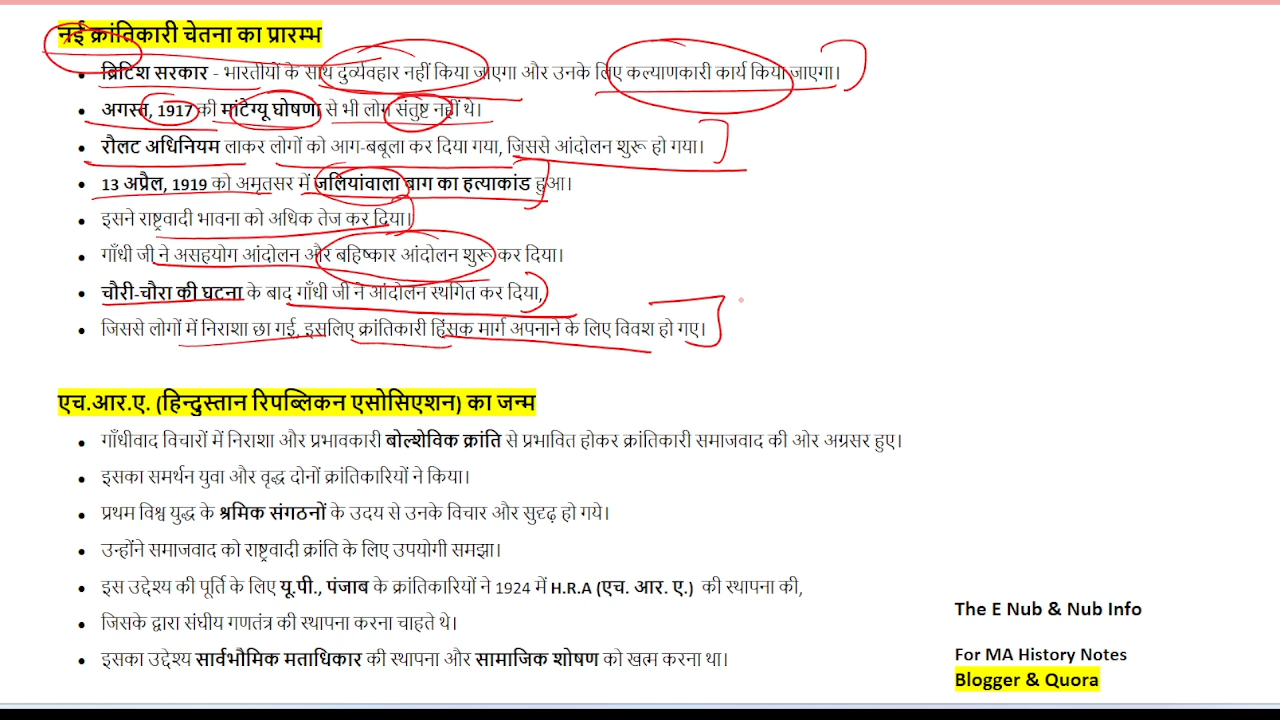 नई क्रांतिकारी चेतना का प्रारम्भ
• ब्रिटिश सरकार - भारतीयों के साथ दुर्व्यवहार नहीं किया जाएगा और उनके लिए कल्याणकारी कार्य किया जाएगा।
• अगस्त, 1917 की मांटेग्यू घोषणा से भी लोग संतुष्ट नहीं थे।
• रौलट अधिनियम लाकर लोगों को आग-बबूला कर दिया गया, जिससे आंदोलन शुरू हो गया।
• 13 अप्रैल, 1919 को अमृतसर में जलियांवाला बाग का हत्याकांड हुआ।
• इसने राष्ट्रवादी भावना को अधिक तेज कर दिया।
• गाँधी जी ने असहयोग आंदोलन और बहिष्कार आंदोलन शुरू कर दिया।
• चौरी-चौरा की घटना के बाद गाँधी जी ने आंदोलन स्थगित कर दिया,
• जिससे लोगों में निराशा छा गई, इसलिए क्रांतिकारी हिंसक मार्ग अपनाने के लिए विवश हो गए।
एच.आर.ए. (हिन्दुस्तान रिपब्लिकन एसोसिएशन) का जन्म
• गाँधीवाद विचारों में निराशा और प्रभावकारी बोल्शेविक क्रांति से प्रभावित होकर क्रांतिकारी समाजवाद की ओर अग्रसर हुए।
• इसका समर्थन युवा और वृद्ध दोनों क्रांतिकारियों ने किया।
• प्रथम विश्व युद्ध के श्रमिक संगठनों के उदय से उनके विचार और सुदृढ़ हो गये।
• उन्होंने समाजवाद को राष्ट्रवादी क्रांति के लिए उपयोगी समझा।
• इस उद्देश्य की पूर्ति के लिए यू.पी., पंजाब के क्रांतिकारियों ने 1924 में H.R.A (एच. आर. ए.) की स्थापना की,
• जिसके द्वारा संघीय गणतंत्र की स्थापना करना चाहते थे।
• इसका उद्देश्य सार्वभौमिक मताधिकार की स्थापना और सामाजिक शोषण को खत्म करना था।
The E Nub & Nub Info
For MA History Notes
Blogger & Quora